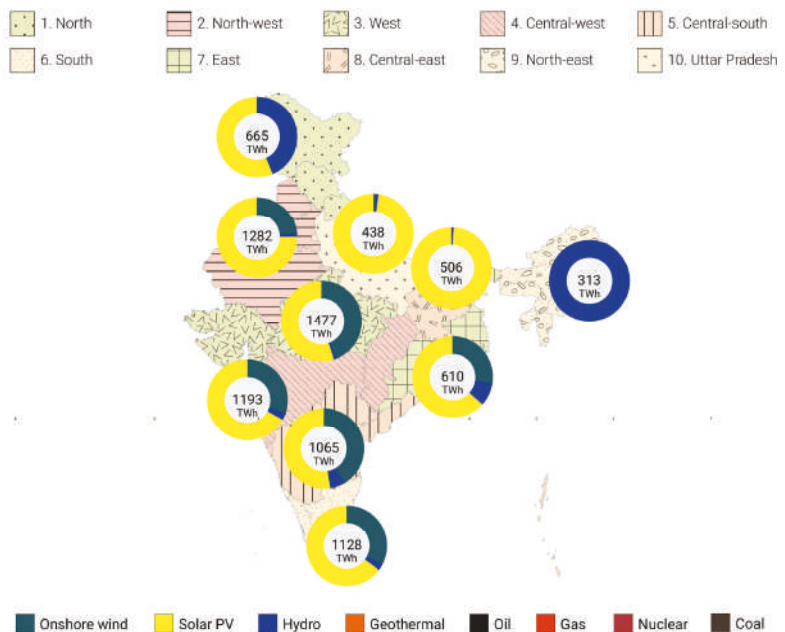 1. North
2. North-west
3. West
4. Central-west
5. Central-south
6. South
7. East
8. Central-east
9. North-east
10. Uttar Pradesh
665
TWh
1282
TWh
438
TWh
506
TWh
313
TWh
1477
TWh
610
TWh
1193
TWh
1065
TWh
1128
TWh
Onshore wind
Solar PV
Hydro
Geothermal
Oil
Gas
Nuclear
Coal